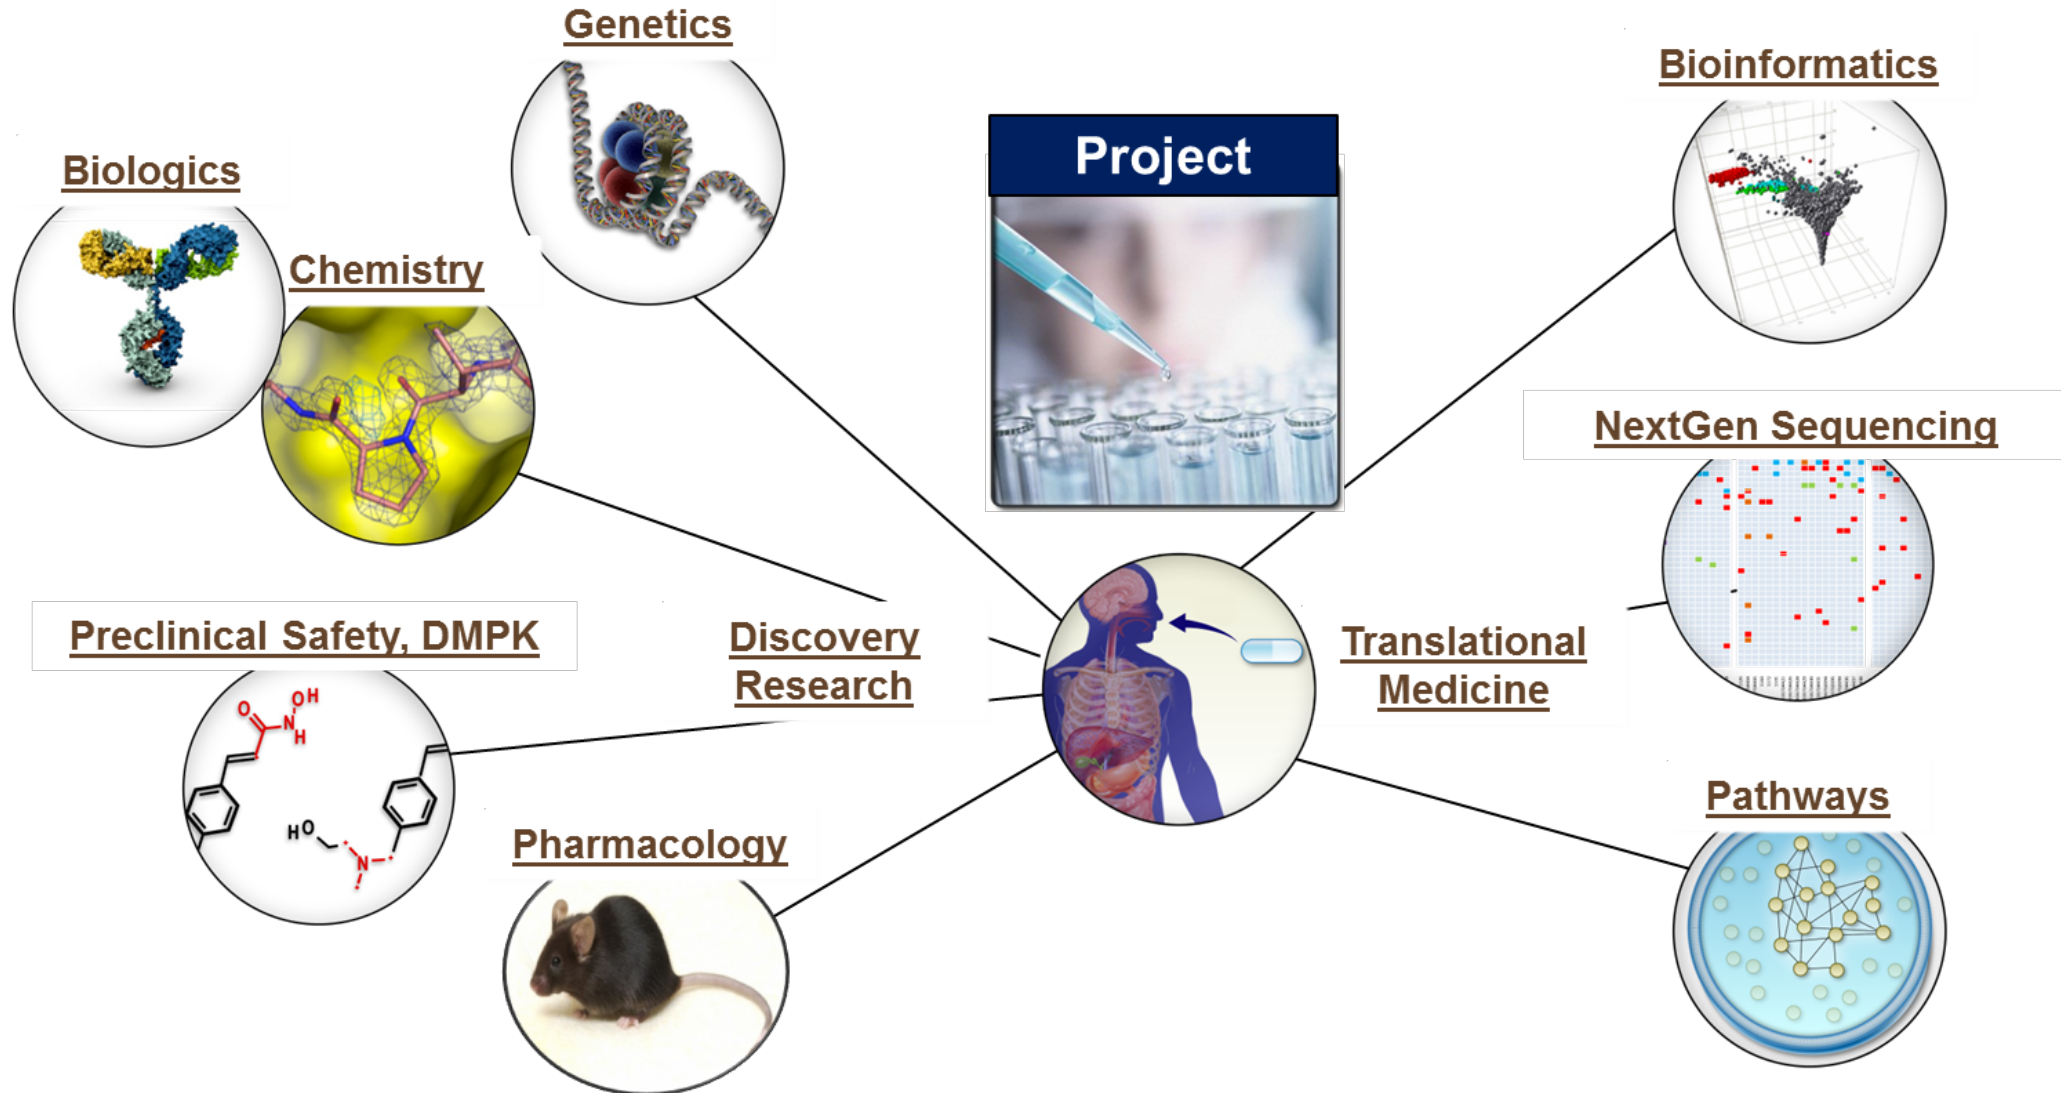 Genetics
Bioinformatics
Project
Biologics
Chemistry
NextGen Sequencing
Preclinical Safety, DMPK
Discovery
Research
Translational
Medicine
O
OH
N
H
HO
N
Pharmacology
Pathways